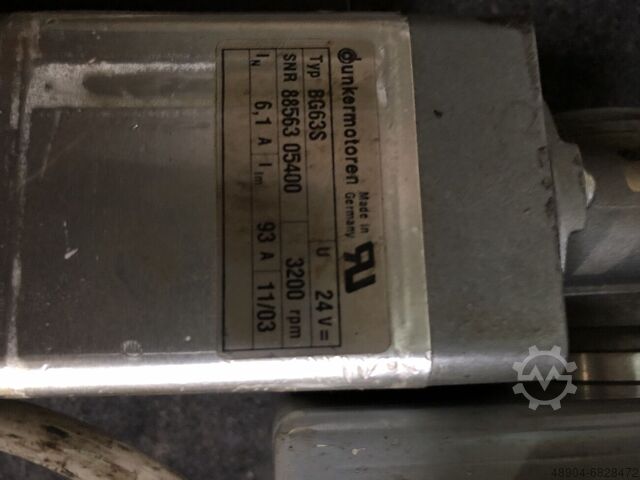 dunkermotoren Made in Germany
Typ BG63S U 24 V=
SNR 88563 05400 3200 rpm
IN 6,1 A Iim 93 A 11/03
48904-6828472